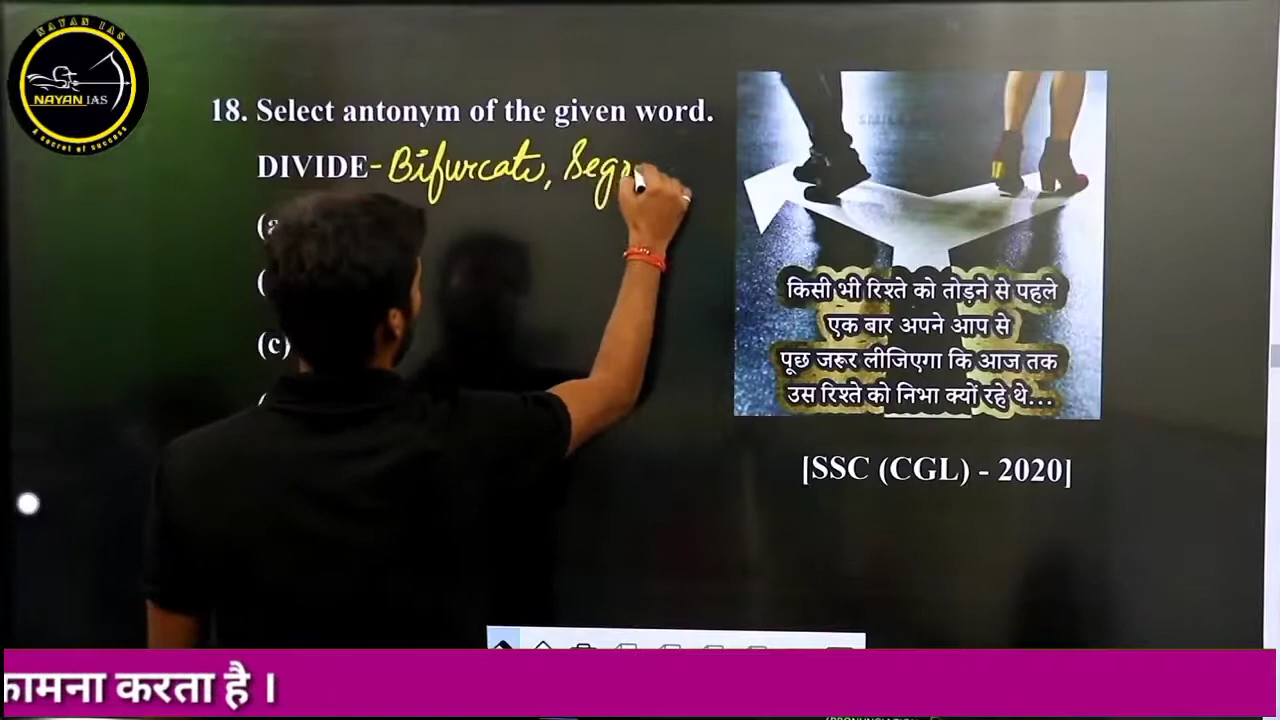 NAYAN IAS
NAYAN IAS
A secret of success
18. Select antonym of the given word.
DIVIDE- Bifurcate,
(c)
किसी भी रिश्ते को तोड़ने से पहले
एक बार अपने आप से
पूछ जरूर लीजिएगा कि आज तक
उस रिश्ते को निभा क्यों रहे थे...
[SSC (CGL) - 2020]
कामना करता है ।